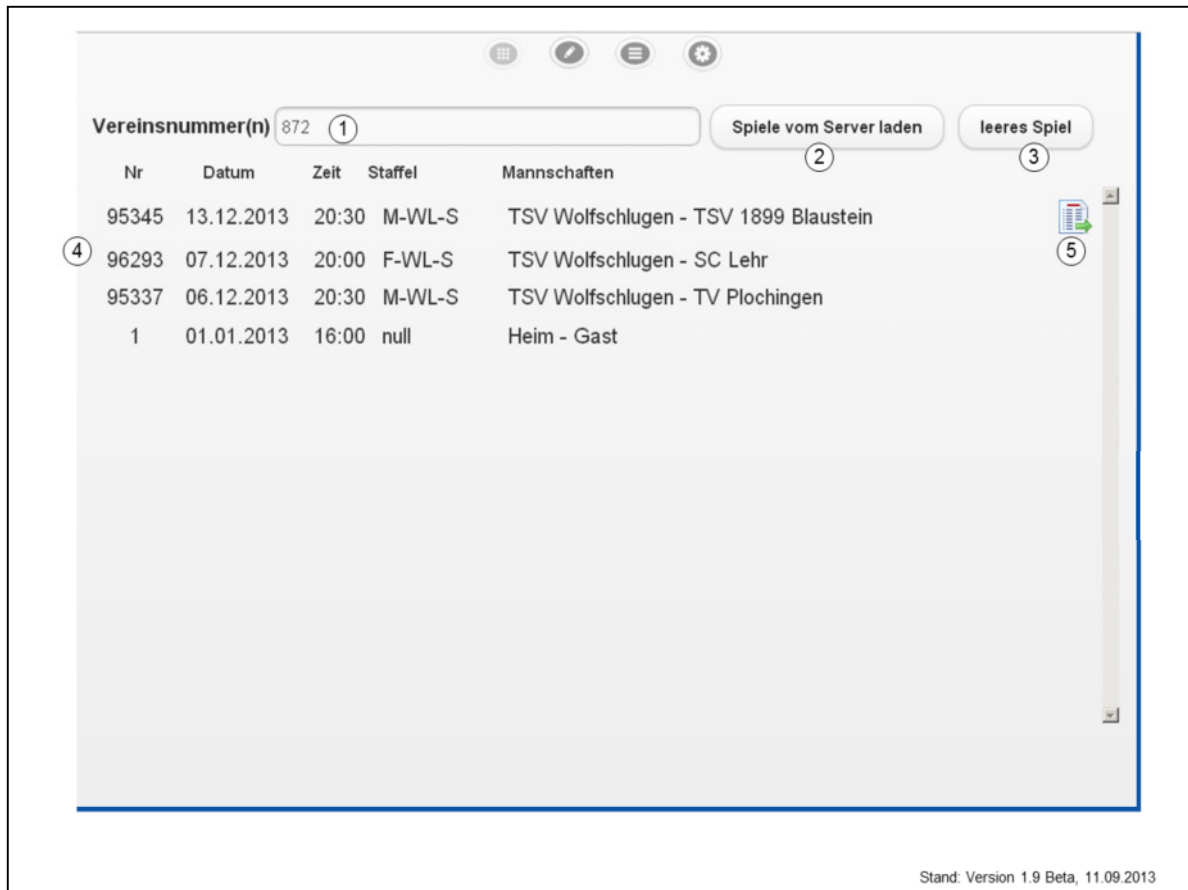 Vereinsnummer(n) 872 1 Spiele vom Server laden leeres Spiel
2 3
Nr Datum Zeit Staffel Mannschaften
95345 13.12.2013 20:30 M-WL-S TSV Wolfschlugen - TSV 1899 Blaustein
4 96293 07.12.2013 20:00 F-WL-S TSV Wolfschlugen - SC Lehr 5
95337 06.12.2013 20:30 M-WL-S TSV Wolfschlugen - TV Plochingen
1 01.01.2013 16:00 null Heim - Gast
Stand: Version 1.9 Beta, 11.09.2013